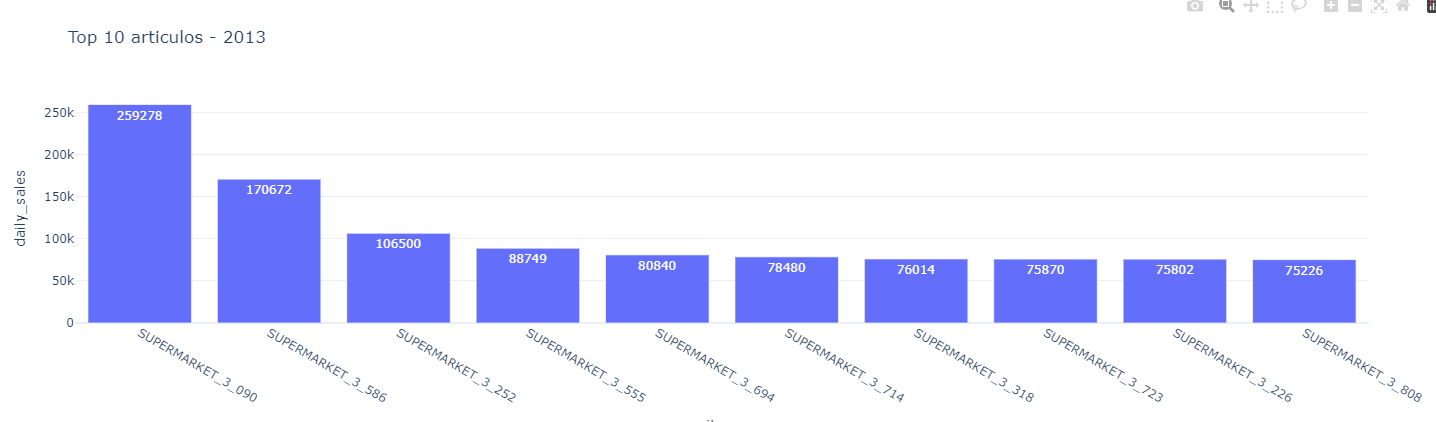 Top 10 articulos - 2013
250k
200k
150k
100k
50k
0
daily_sales
259278
170672
106500
88749
80840
78480
76014
75870
75802
75226
SUPERMARKET_3_090
SUPERMARKET_3_586
SUPERMARKET_3_252
SUPERMARKET_3_555
SUPERMARKET_3_694
SUPERMARKET_3_714
SUPERMARKET_3_318
SUPERMARKET_3_723
SUPERMARKET_3_226
SUPERMARKET_3_808